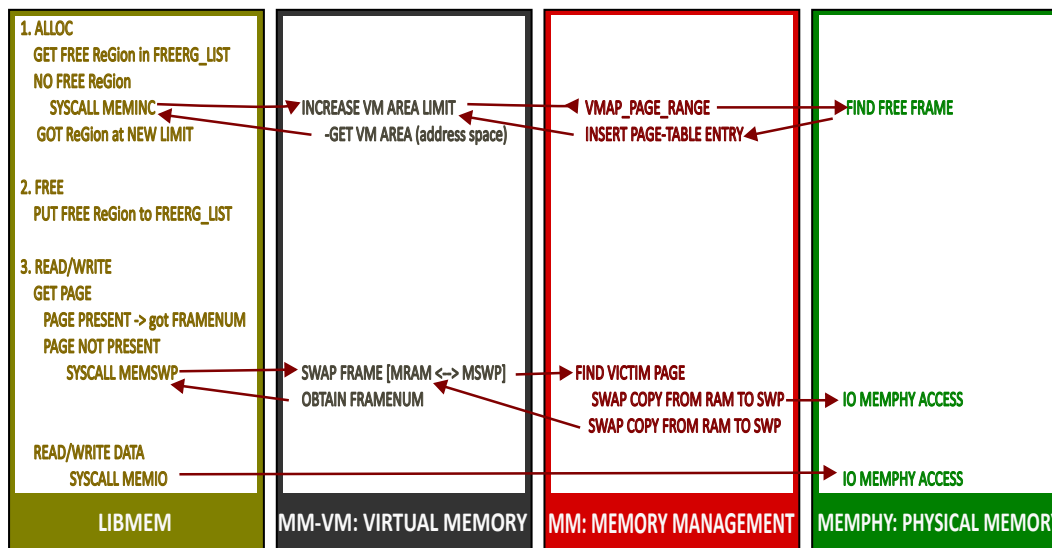 1. ALLOC
GET FREE ReGion in FREERG_LIST
NO FREE ReGion
SYSCALL MEMINC
GOT ReGion at NEW LIMIT
2. FREE
PUT FREE ReGion to FREERG_LIST
3. READ/WRITE
GET PAGE
PAGE PRESENT -> got FRAMENUM
PAGE NOT PRESENT
SYSCALL MEMSWP
READ/WRITE DATA
SYSCALL MEMIO
LIBMEM
INCREASE VM AREA LIMIT
-GET VM AREA (address space)
SWAP FRAME [MRAM <--> MSWP]
OBTAIN FRAMENUM
MM-VM: VIRTUAL MEMORY
VMAP_PAGE_RANGE
INSERT PAGE-TABLE ENTRY
FIND VICTIM PAGE
SWAP COPY FROM RAM TO SWP
SWAP COPY FROM RAM TO SWP
MM: MEMORY MANAGEMENT
FIND FREE FRAME
IO MEMPHY ACCESS
IO MEMPHY ACCESS
MEMPHY: PHYSICAL MEMORY